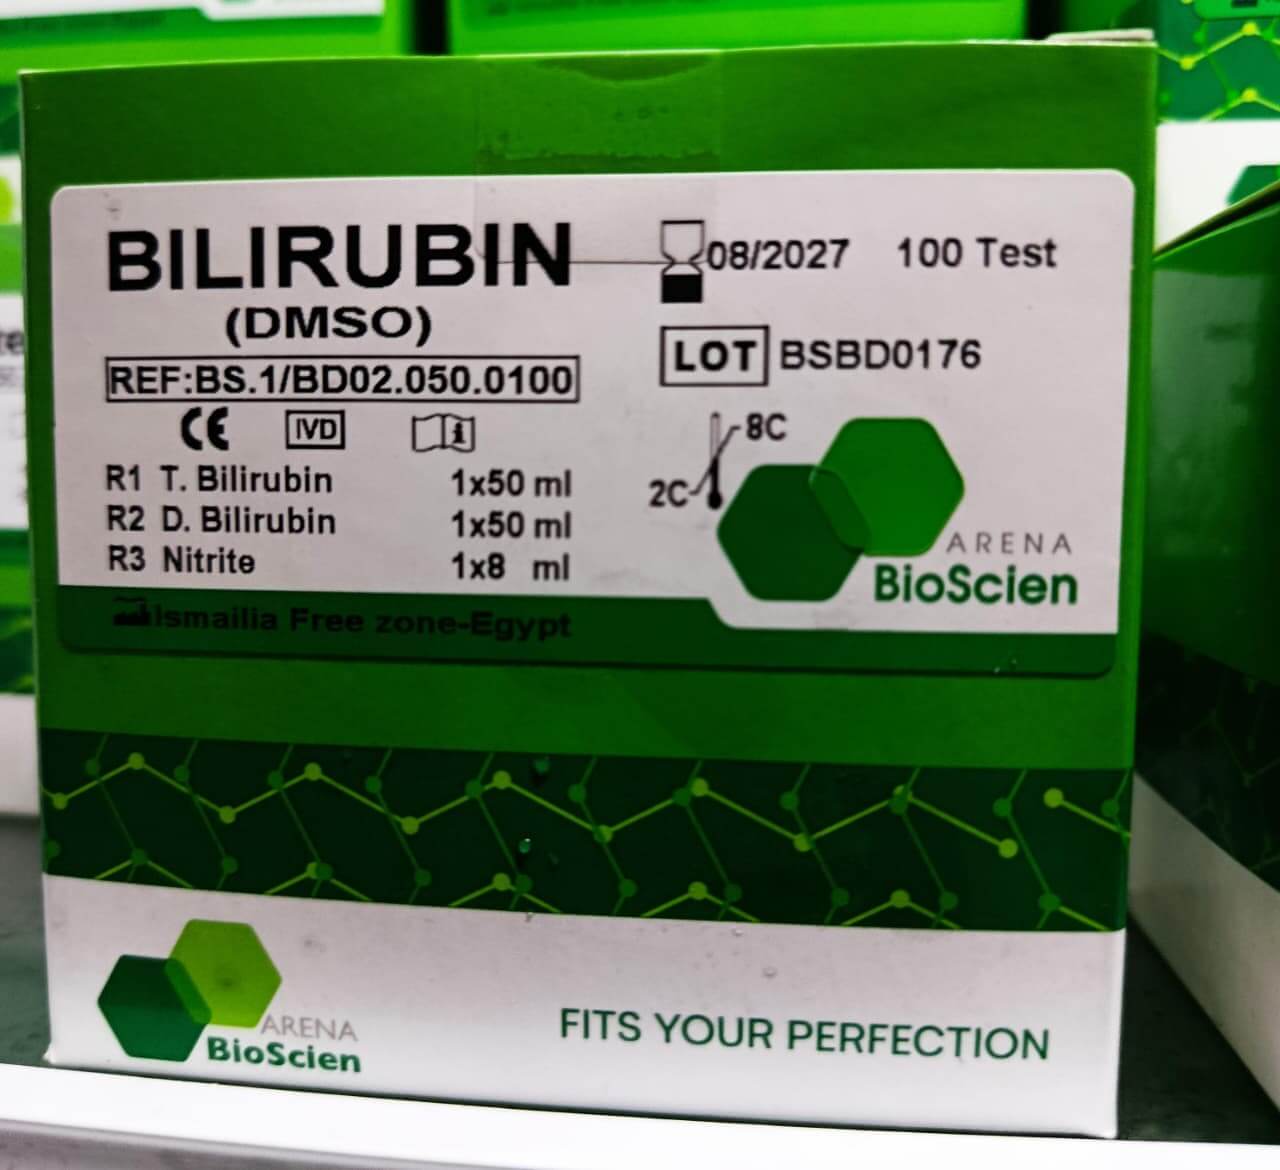 BILIRUBIN
(DMSO)
REF:BS.1/BD02.050.0100
CE IVD i
R1 T. Bilirubin 1x50 ml
R2 D. Bilirubin 1x50 ml
R3 Nitrite 1x8 ml
Ismailia Free zone-Egypt
08/2027 100 Test
LOT BSBD0176
8C
2C
ARENA
BioScien
ARENA
BioScien
FITS YOUR PERFECTION